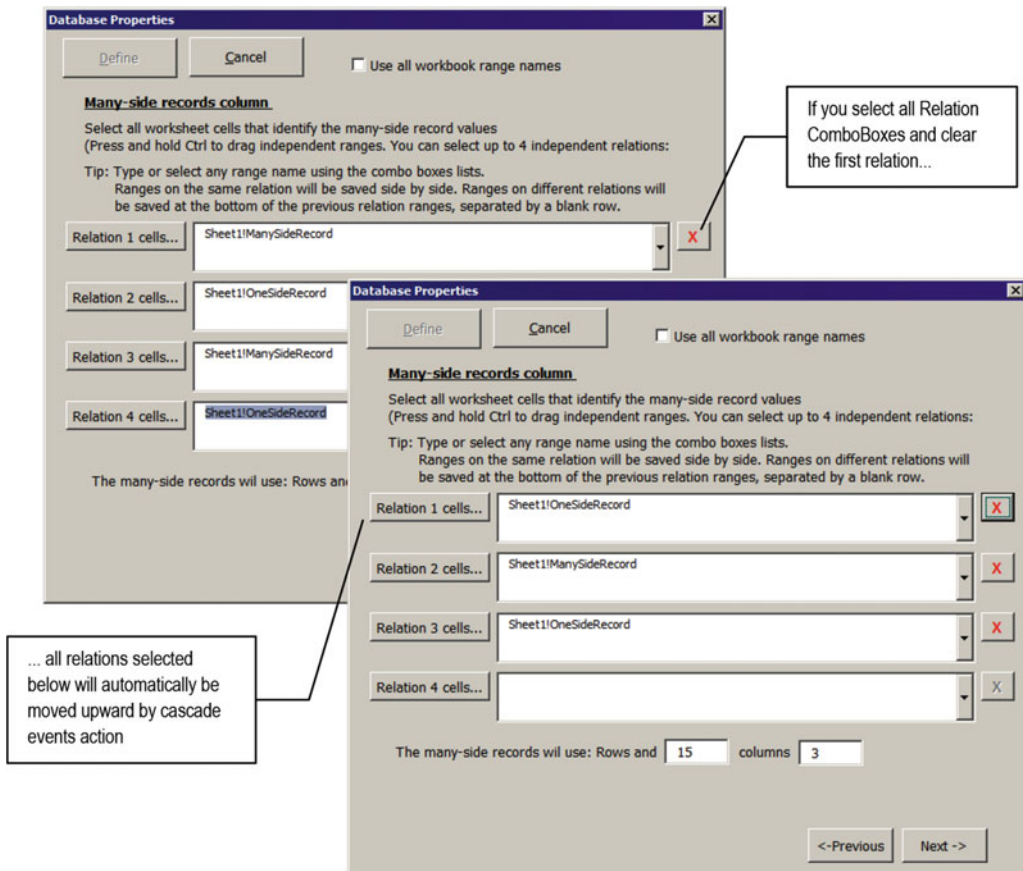 Database Properties
Define
Cancel
Use all workbook range names
Many-side records column
Select all worksheet cells that identify the many-side record values
(Press and hold Ctrl to drag independent ranges. You can select up to 4 independent relations:
Tip: Type or select any range name using the combo boxes lists.
Ranges on the same relation will be saved side by side. Ranges on different relations will
be saved at the bottom of the previous relation ranges, separated by a blank row.
Relation 1 cells...
Sheet1!ManySideRecord
X
Relation 2 cells...
Sheet1!OneSideRecord
Relation 3 cells...
Sheet1!ManySideRecord
Relation 4 cells...
Sheet1!OneSideRecord
The many-side records wil use: Rows an
If you select all Relation
ComboBoxes and clear
the first relation...
Database Properties
Define
Cancel
Use all workbook range names
Many-side records column
Select all worksheet cells that identify the many-side record values
(Press and hold Ctrl to drag independent ranges. You can select up to 4 independent relations:
Tip: Type or select any range name using the combo boxes lists.
Ranges on the same relation will be saved side by side. Ranges on different relations will
be saved at the bottom of the previous relation ranges, separated by a blank row.
Relation 1 cells...
Sheet1!OneSideRecord
X
Relation 2 cells...
Sheet1!ManySideRecord
X
Relation 3 cells...
Sheet1!OneSideRecord
X
Relation 4 cells...
X
The many-side records wil use: Rows and 15 columns 3
<-Previous
Next ->
... all relations selected
below will automatically be
moved upward by cascade
events action